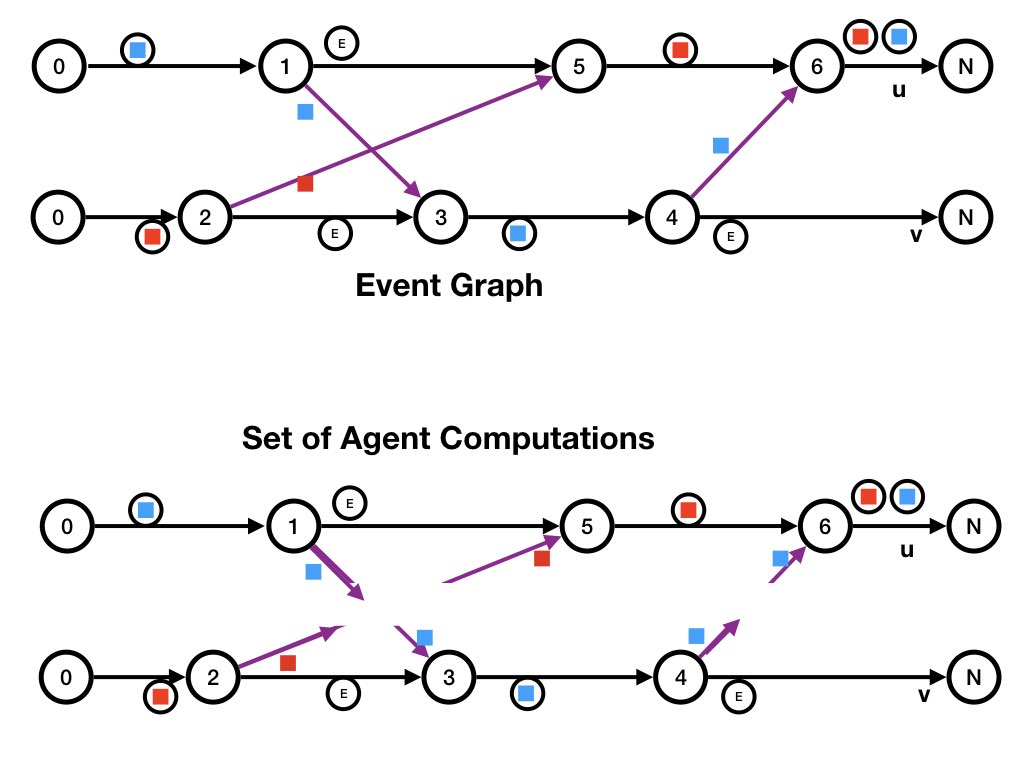 E
0 1 5 6 N
u
0 2 3 4 N
E E v
Event Graph
Set of Agent Computations
E
0 1 5 6 N
u
0 2 3 4 N
E E v